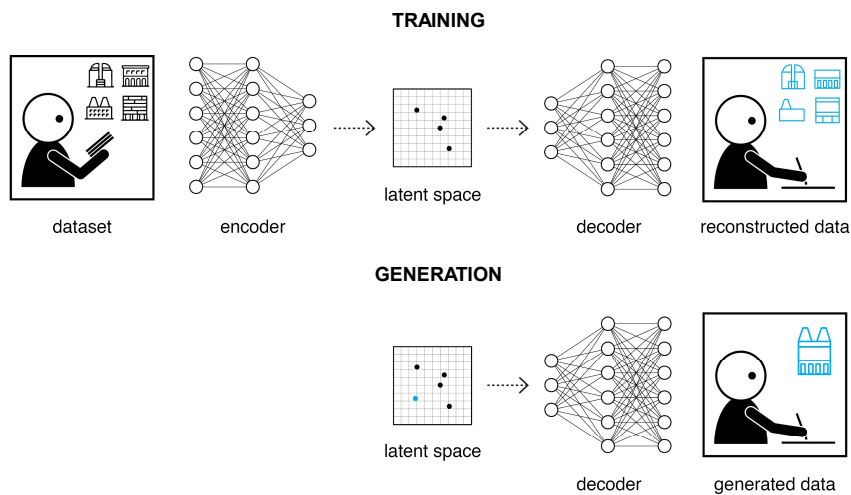 TRAINING
latent space
dataset
encoder
decoder
reconstructed data
GENERATION
latent space
decoder
generated data